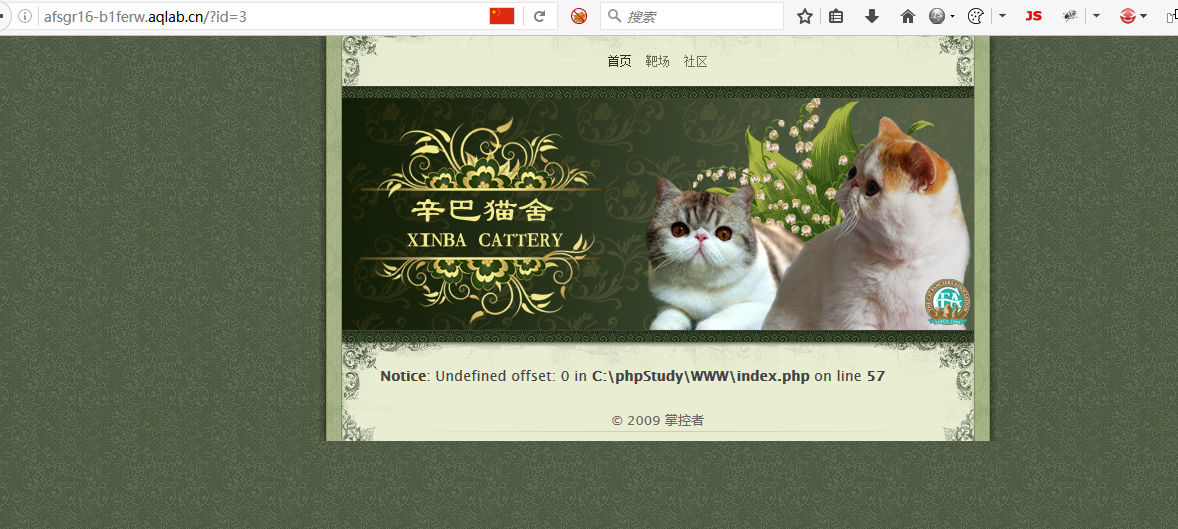 afsgr16-b1ferw.aqlab.cn/?id=3
搜索
JS
首页 靶场 社区
辛巴猫舍
XINBA CATTERY
Notice: Undefined offset: 0 in C:\phpStudy\WWW\index.php on line 57
© 2009 掌控者